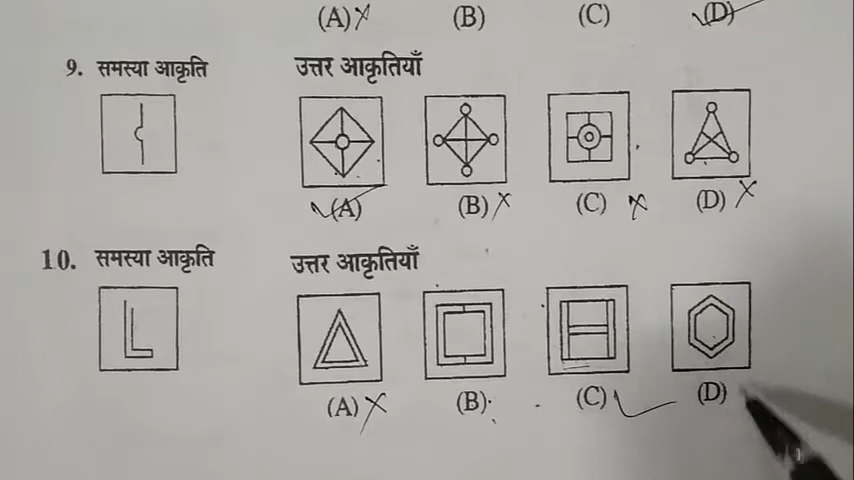 (A) (B) (C) (D)
9. समस्या आकृति उत्तर आकृतियाँ
(A) (B) (C) (D)
10. समस्या आकृति उत्तर आकृतियाँ
(A) (B) (C) (D)